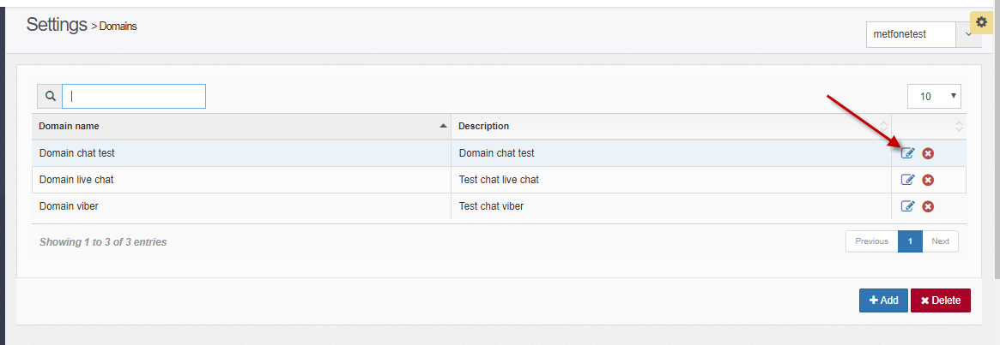 Settings > Domains
metfonetest
10
Domain name Description
Domain chat test Domain chat test
Domain live chat Test chat live chat
Domain viber Test chat viber
Showing 1 to 3 of 3 entries Previous 1 Next
Add Delete